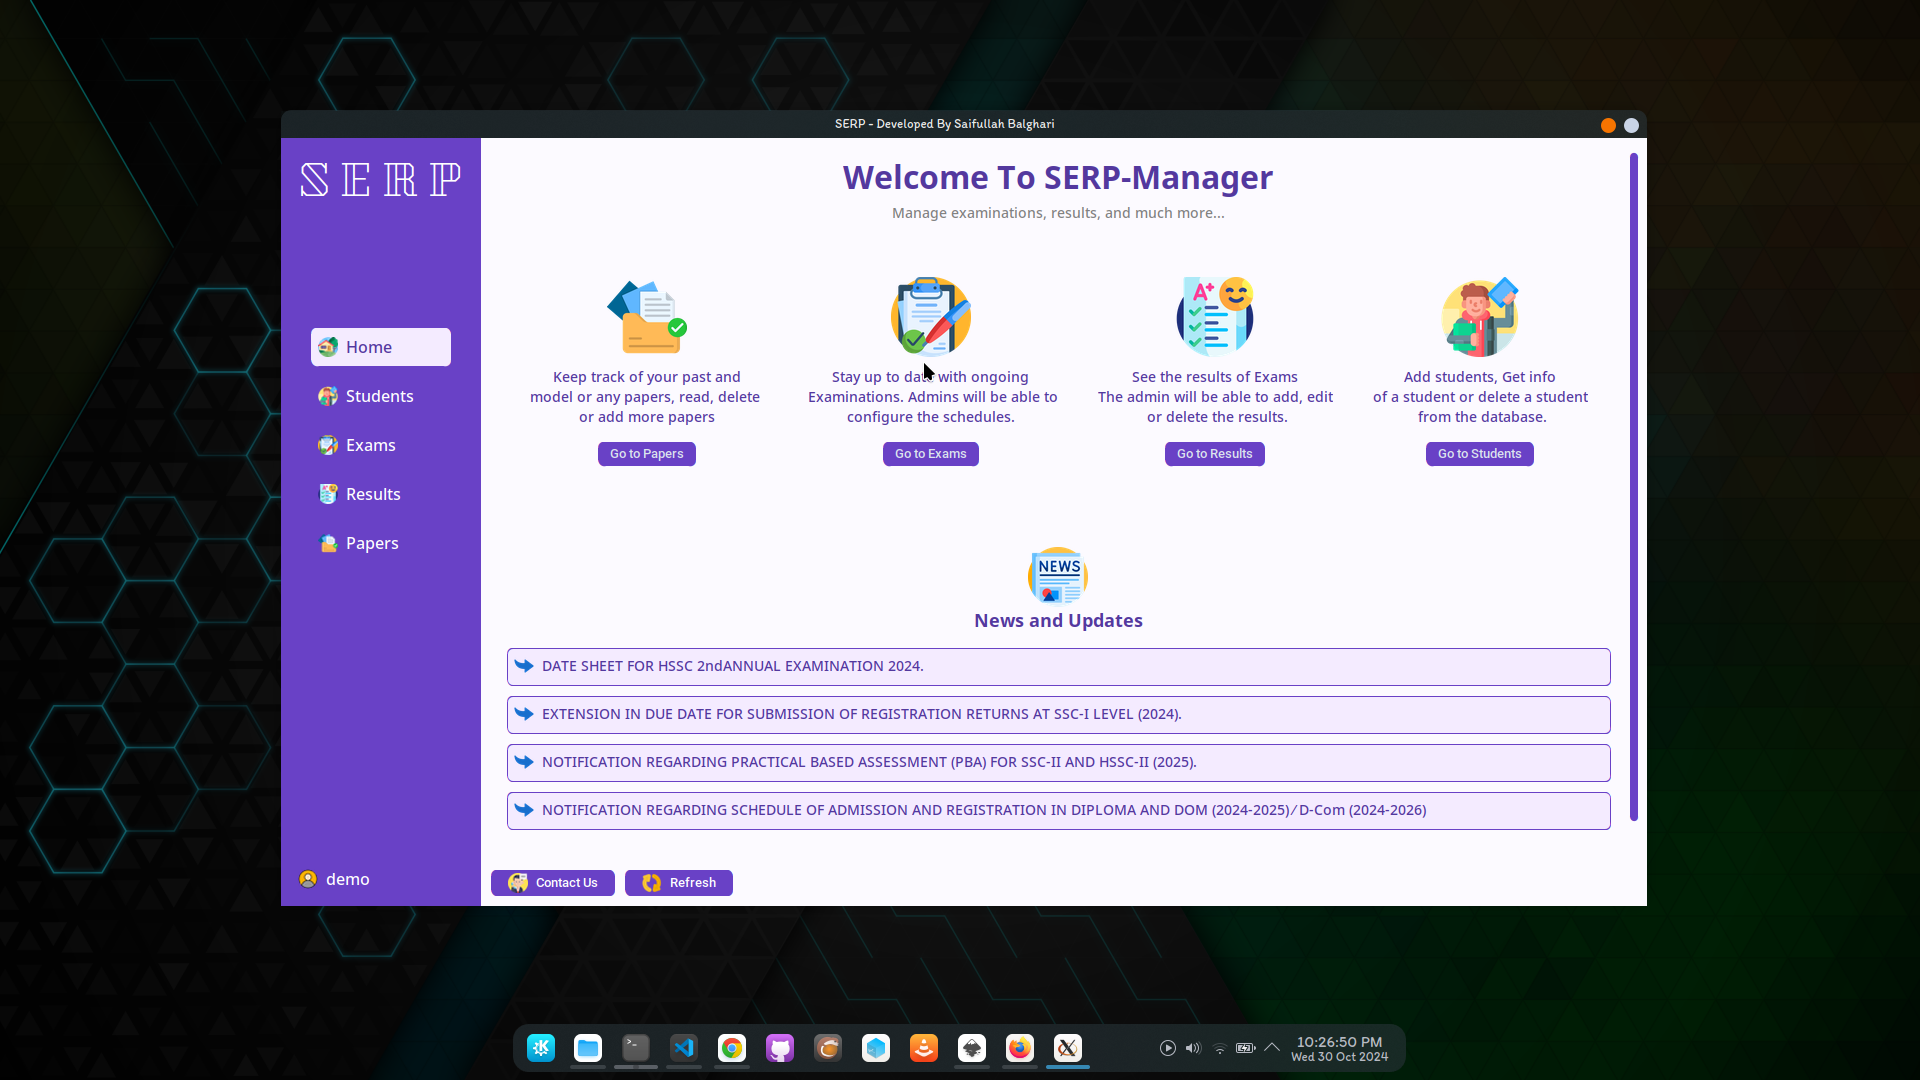 SERP - Developed By Saifullah Balghari
SERP
Welcome To SERP-Manager
Manage examinations, results, and much more...
Home
Students
Exams
Results
Papers
demo
A+
Keep track of your past and
model or any papers, read, delete
or add more papers
Go to Papers
Stay up to date with ongoing
Examinations. Admins will be able to
configure the schedules.
Go to Exams
See the results of Exams
The admin will be able to add, edit
or delete the results.
Go to Results
Add students, Get info
of a student or delete a student
from the database.
Go to Students
NEWS
News and Updates
DATE SHEET FOR HSSC 2ndANNUAL EXAMINATION 2024.
EXTENSION IN DUE DATE FOR SUBMISSION OF REGISTRATION RETURNS AT SSC-I LEVEL (2024).
NOTIFICATION REGARDING PRACTICAL BASED ASSESSMENT (PBA) FOR SSC-II AND HSSC-II (2025).
NOTIFICATION REGARDING SCHEDULE OF ADMISSION AND REGISTRATION IN DIPLOMA AND DOM (2024-2025)/D-Com (2024-2026)
Contact Us
Refresh
10:26:50 PM
Wed 30 Oct 2024